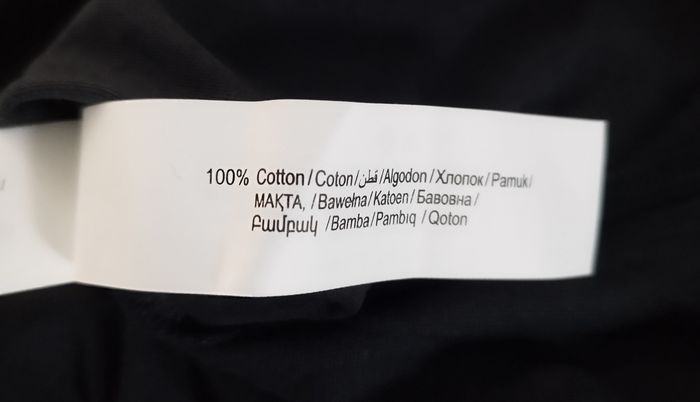 100% Cotton/Coton/قطن/Algodon/Хлопок/Pamuk/
МАҚТА, /Bawełna/Katoen/Бавовна/
Բամբակ /Bamba/Pambıq /Qoton